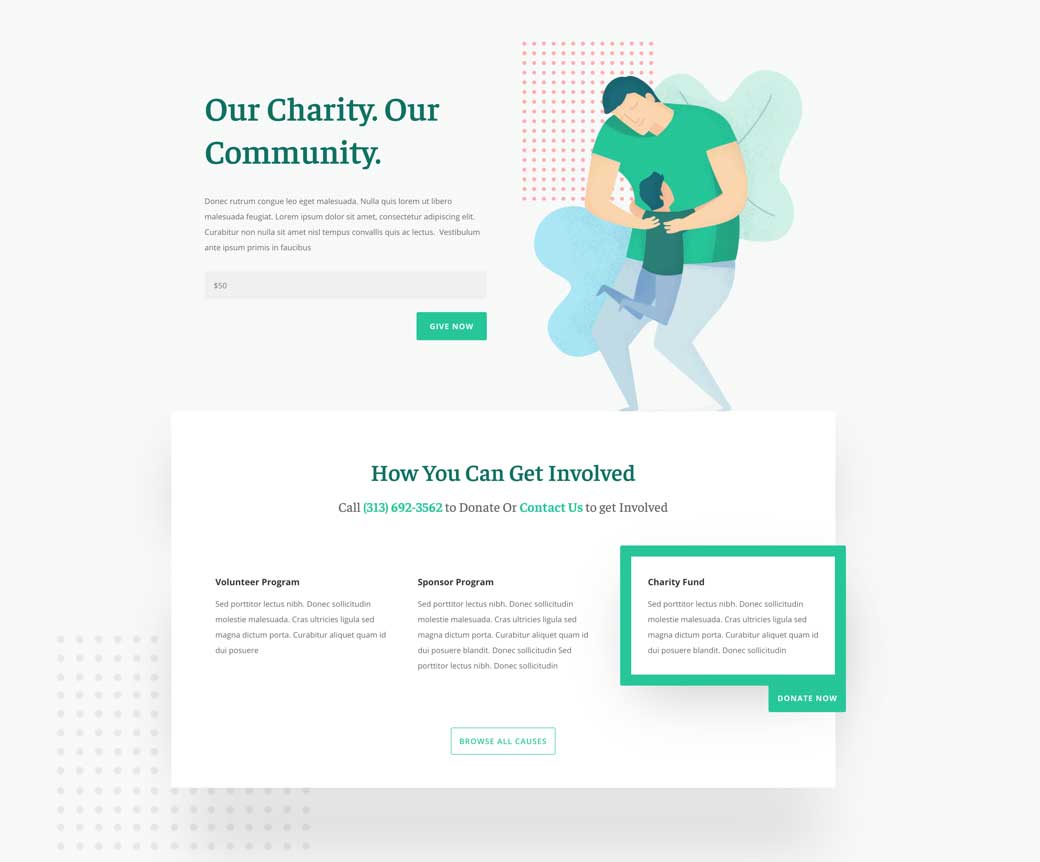 Our Charity. Our
Community.
Donec rutrum congue leo eget malesuada. Nulla quis lorem ut libero
malesuada feugiat. Lorem ipsum dolor sit amet, consectetur adipiscing elit.
Curabitur non nulla sit amet nisl tempus convallis quis ac lectus.  Vestibulum
ante ipsum primis in faucibus
$50
GIVE NOW
How You Can Get Involved
Call (313) 692-3562 to Donate Or Contact Us to get Involved
Volunteer Program
Sed porttitor lectus nibh. Donec sollicitudin
molestie malesuada. Cras ultricies ligula sed
magna dictum porta. Curabitur aliquet quam id
dui posuere
Sponsor Program
Sed porttitor lectus nibh. Donec sollicitudin
molestie malesuada. Cras ultricies ligula sed
magna dictum porta. Curabitur aliquet quam id
dui posuere blandit. Donec sollicitudin Sed
porttitor lectus nibh. Donec sollicitudin
Charity Fund
Sed porttitor lectus nibh. Donec sollicitudin
molestie malesuada. Cras ultricies ligula sed
magna dictum porta. Curabitur aliquet quam id
dui posuere blandit. Donec sollicitudin
DONATE NOW
BROWSE ALL CAUSES